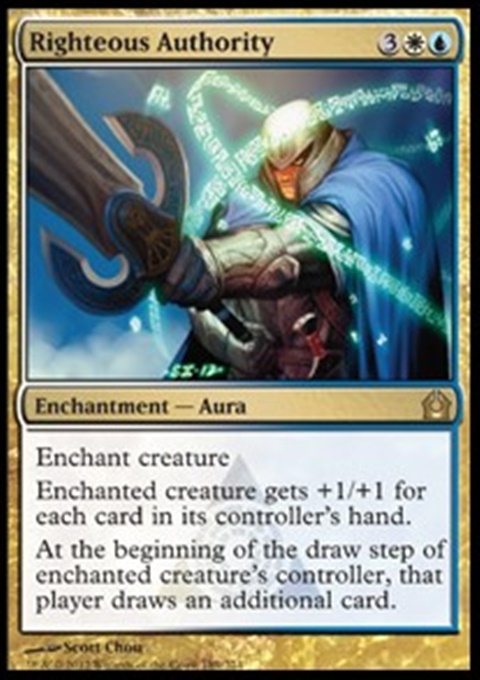 Righteous Authority 3
Enchantment — Aura
Enchant creature
Enchanted creature gets +1/+1 for
each card in its controller's hand.
At the beginning of the draw step of
enchanted creature's controller, that
player draws an additional card.
Scott Chou